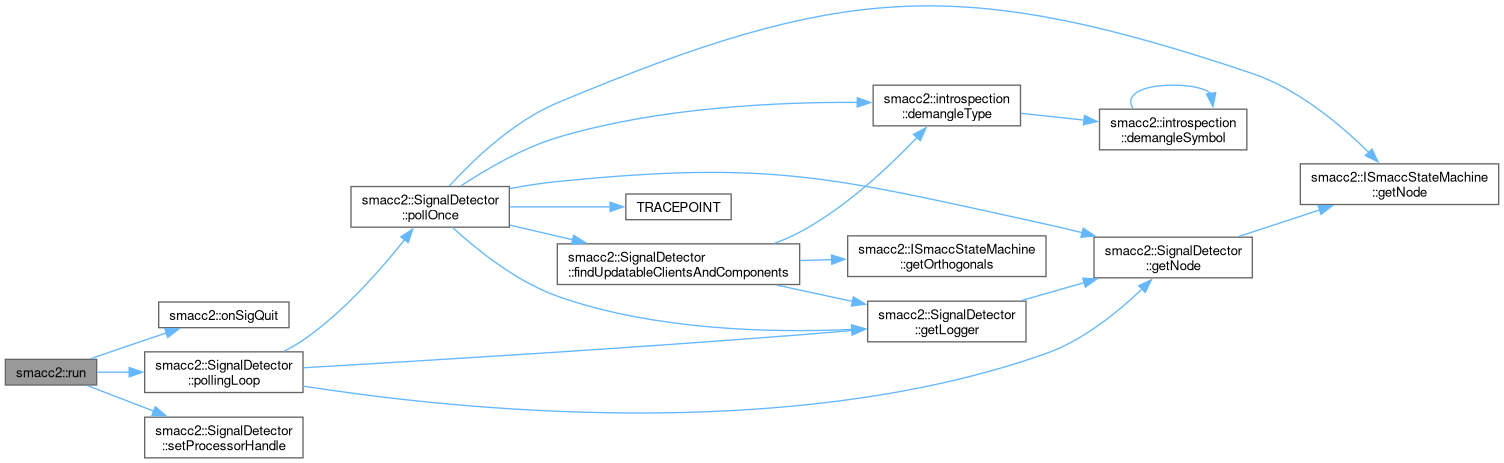 smacc2::run
smacc2::onSigQuit
smacc2::SignalDetector
::pollingLoop
smacc2::SignalDetector
::setProcessorHandle
smacc2::SignalDetector
::pollOnce
TRACEPOINT
smacc2::SignalDetector
::findUpdatableClientsAndComponents
smacc2::introspection
::demangleType
smacc2::ISmaccStateMachine
::getOrthogonals
smacc2::SignalDetector
::getLogger
smacc2::introspection
::demangleSymbol
smacc2::SignalDetector
::getNode
smacc2::ISmaccStateMachine
::getNode